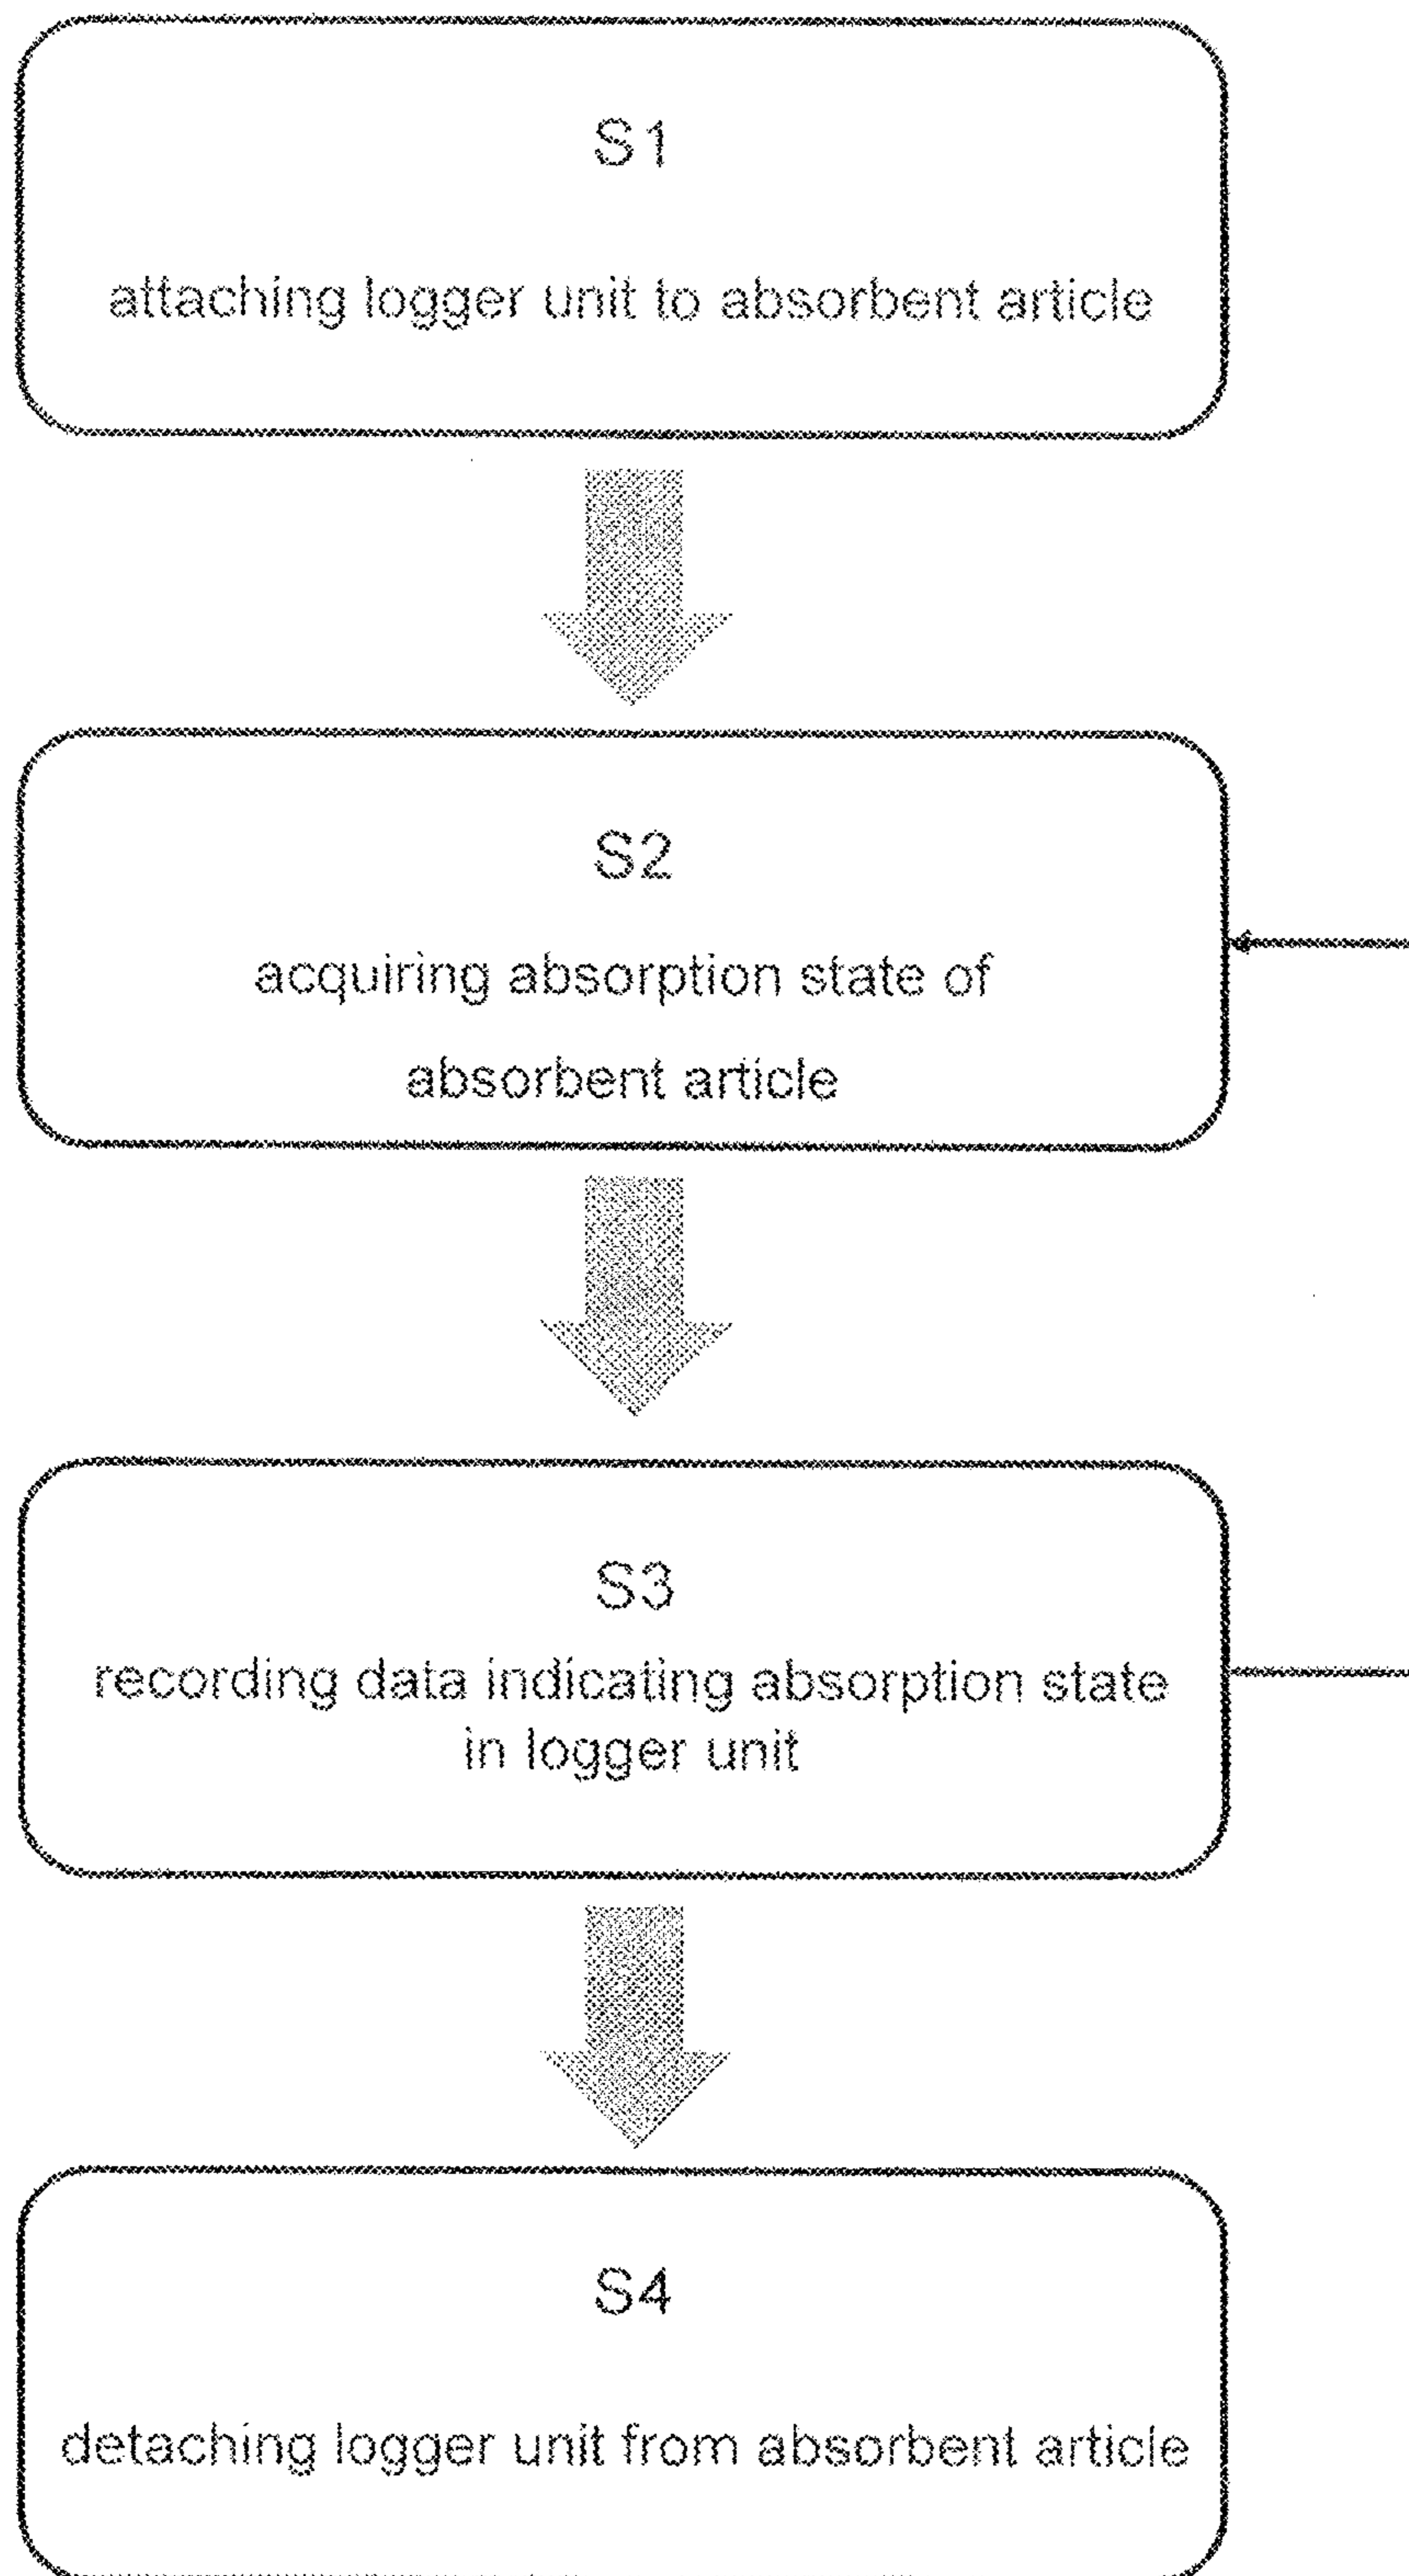 S1
attaching logger unit to absorbent article
S2
acquiring absorption state of
absorbent article
S3
recording data indicating absorption state
in logger unit
S4
detaching logger unit from absorbent article